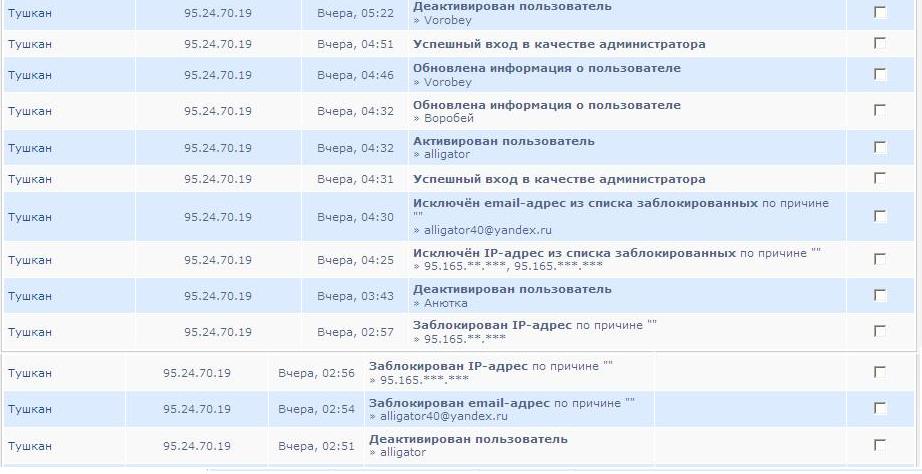 Деактивирован пользователь
Тушкан 95.24.70.19 Вчера, 05:22
» Vorobey
Тушкан 95.24.70.19 Вчера, 04:51 Успешный вход в качестве администратора
Обновлена информация о пользователе
Тушкан 95.24.70.19 Вчера, 04:46
» Vorobey
Обновлена информация о пользователе
Тушкан 95.24.70.19 Вчера, 04:32
» Воробей
Активирован пользователь
Тушкан 95.24.70.19 Вчера, 04:32
» alligator
Тушкан 95.24.70.19 Вчера, 04:31 Успешный вход в качестве администратора
Исключён email-адрес из списка заблокированных по причине
Тушкан 95.24.70.19 Вчера, 04:30 ""
» alligator40@yandex.ru
Исключён IP-адрес из списка заблокированных по причине ""
Тушкан 95.24.70.19 Вчера, 04:25
» 95.165.**.***, 95.165.***.***
Деактивирован пользователь
Тушкан 95.24.70.19 Вчера, 03:43
» Анютка
Заблокирован IP-адрес по причине ""
Тушкан 95.24.70.19 Вчера, 02:57
» 95.165.**.***
Заблокирован IP-адрес по причине ""
Тушкан 95.24.70.19 Вчера, 02:56
» 95.165.***.***
Заблокирован email-адрес по причине ""
Тушкан 95.24.70.19 Вчера, 02:54
» alligator40@yandex.ru
Деактивирован пользователь
Тушкан 95.24.70.19 Вчера, 02:51
» alligator